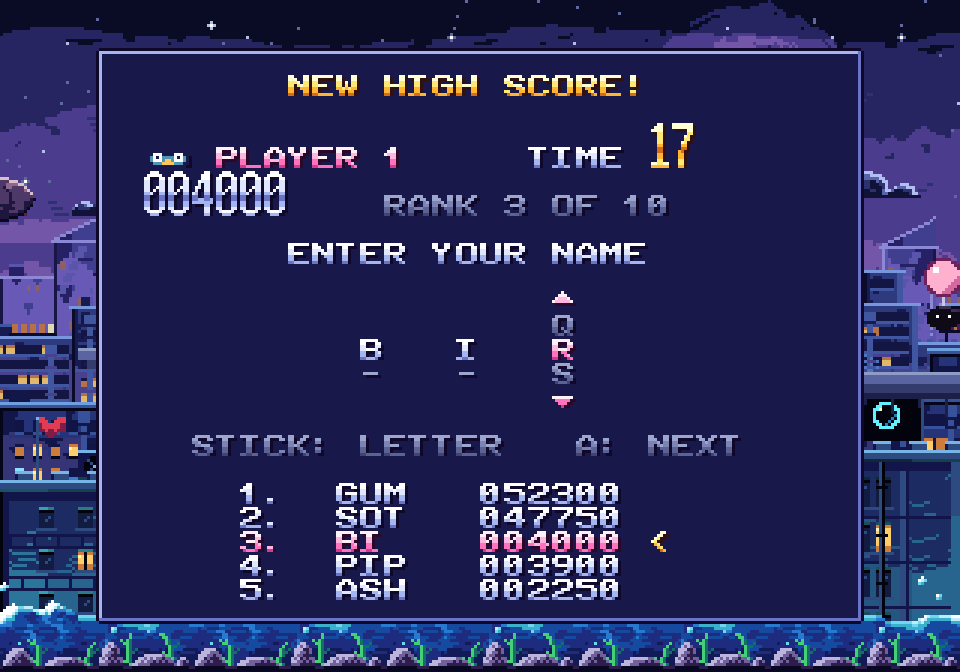 NEW HIGH SCORE!
PLAYER 1 TIME 17
004000 RANK 3 OF 10
ENTER YOUR NAME
Q
B I R
S
STICK: LETTER A: NEXT
1. GUM 052300
2. SOT 047750
3. BI 004000 <
4. PIP 003900
5. ASH 002250